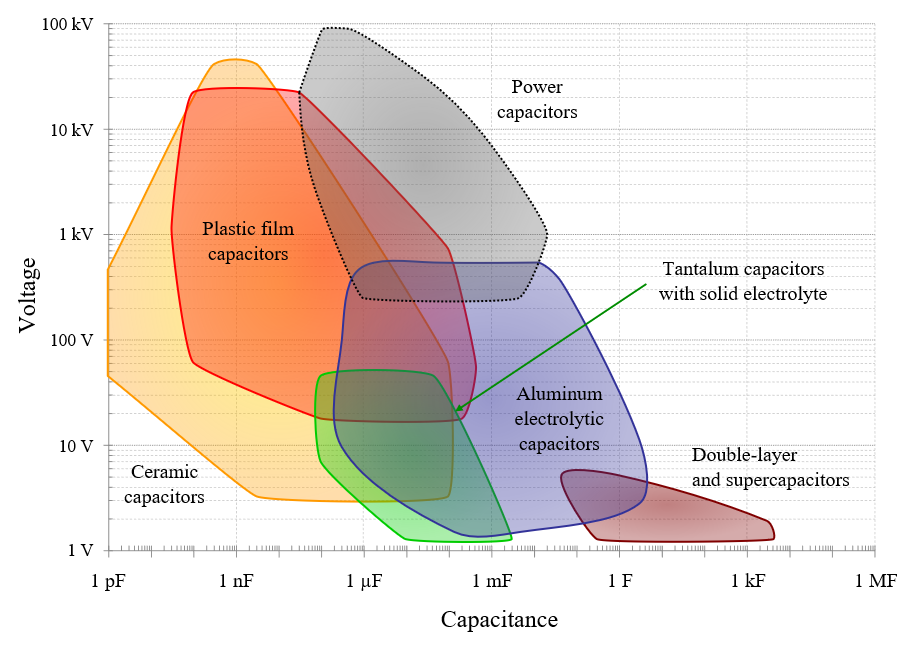 100 kV
10 kV
1 kV
100 V
10 V
1 V
Voltage
Power
capacitors
Plastic film
capacitors
Tantalum capacitors
with solid electrolyte
Aluminum
electrolytic
capacitors
Double-layer
and supercapacitors
Ceramic
capacitors
1 pF
1 nF
1 µF
1 mF
1 F
1 kF
1 MF
Capacitance